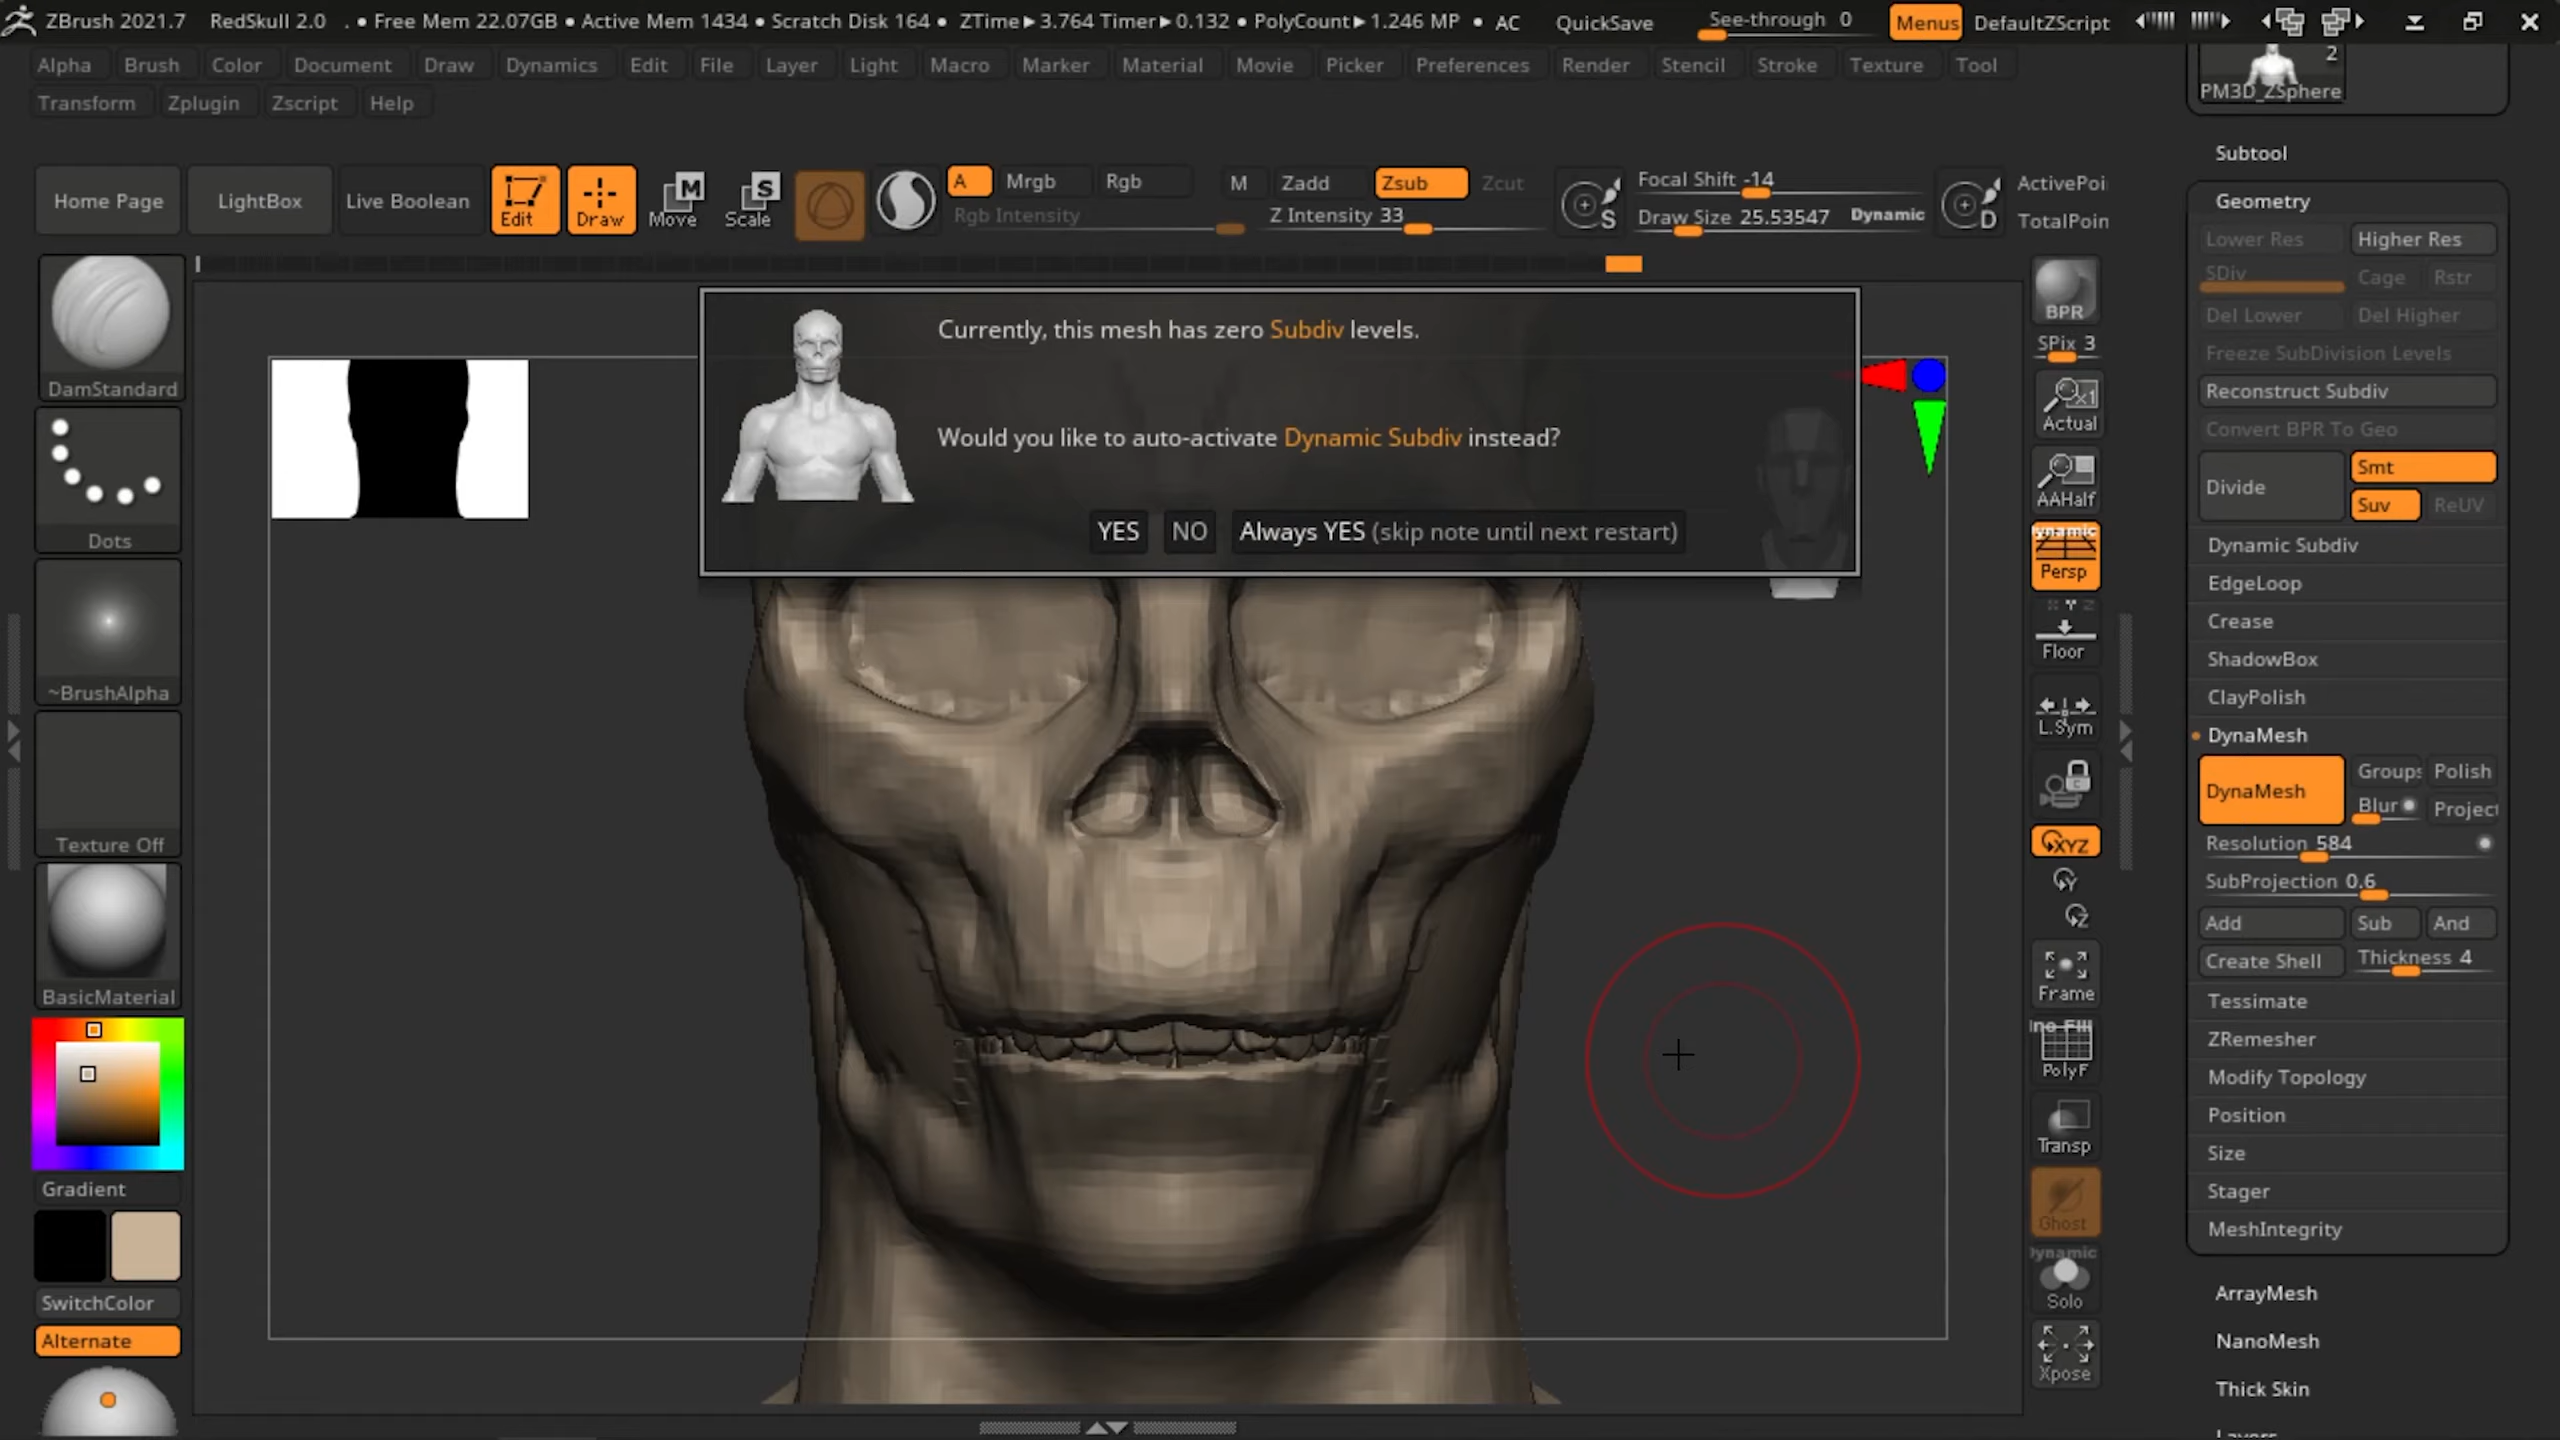 ZBrush 2021.7 RedSkull 2.0 . • Free Mem 22.07GB • Active Mem 1434 • Scratch Disk 164 • ZTime▸3.764 Timer▸0.132 • PolyCount▸1.246 MP • AC QuickSave See-through 0 Menus DefaultZScript
Alpha Brush Color Document Draw Dynamics Edit File Layer Light Macro Marker Material Movie Picker Preferences Render Stencil Stroke Texture Tool
Transform Zplugin Zscript Help
2
PM3D_ZSphere
Home Page LightBox Live Boolean Edit Draw Move Scale
M S
A Mrgb Rgb M Zadd Zsub Zcut
Rgb Intensity Z Intensity 33
S Focal Shift -14
Draw Size 25.53547 Dynamic
D ActivePoi
TotalPoin
DamStandard
Dots
~BrushAlpha
Texture Off
BasicMaterial
Gradient
SwitchColor
Alternate
Currently, this mesh has zero Subdiv levels.
Would you like to auto-activate Dynamic Subdiv instead?
YES NO Always YES (skip note until next restart)
BPR
SPix 3
x1
Actual
AAHalf
ynamic
Persp
X Y Z
Floor
L.Sym
XYZ
Y
Z
Frame
ine Fill
PolyF
Transp
Ghost
Dynamic
Solo
Xpose
Subtool
Geometry
Lower Res Higher Res
SDiv Cage Rstr
Del Lower Del Higher
Freeze SubDivision Levels
Reconstruct Subdiv
Convert BPR To Geo
Divide Smt
Suv ReUV
Dynamic Subdiv
EdgeLoop
Crease
ShadowBox
ClayPolish
DynaMesh
DynaMesh Groups Polish
Blur Project
Resolution 584
SubProjection 0.6
Add Sub And
Create Shell Thickness 4
Tessimate
ZRemesher
Modify Topology
Position
Size
Stager
MeshIntegrity
ArrayMesh
NanoMesh
Thick Skin